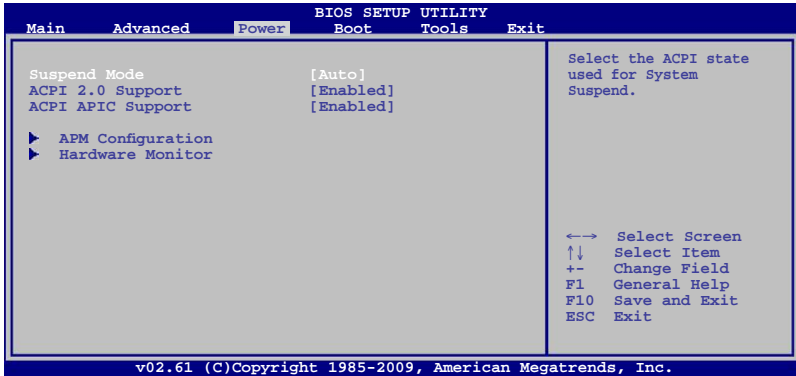 BIOS SETUP UTILITY
Main Advanced Power Boot Tools Exit
Suspend Mode [Auto]
ACPI 2.0 Support [Enabled]
ACPI APIC Support [Enabled]
APM Configuration
Hardware Monitor
Select the ACPI state
used for System
Suspend.
←→ Select Screen
↑↓ Select Item
+- Change Field
F1 General Help
F10 Save and Exit
ESC Exit
v02.61 (C)Copyright 1985-2009, American Megatrends, Inc.